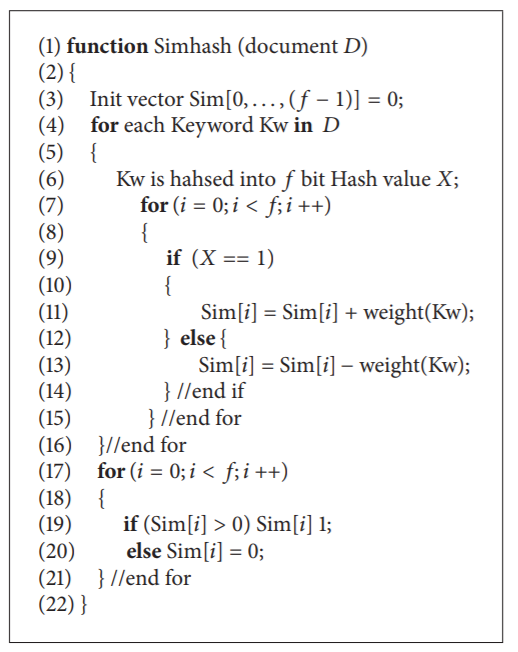 (1) function Simhash (document D)
(2) {
(3) Init vector Sim[0, . . . , (f − 1)] = 0;
(4) for each Keyword Kw in D
(5) {
(6) Kw is hahsed into f bit Hash value X;
(7) for (i = 0; i < f; i ++)
(8) {
(9) if (X == 1)
(10) {
(11) Sim[i] = Sim[i] + weight(Kw);
(12) } else {
(13) Sim[i] = Sim[i] − weight(Kw);
(14) } //end if
(15) } //end for
(16) }//end for
(17) for (i = 0; i < f; i ++)
(18) {
(19) if (Sim[i] > 0) Sim[i] 1;
(20) else Sim[i] = 0;
(21) } //end for
(22) }